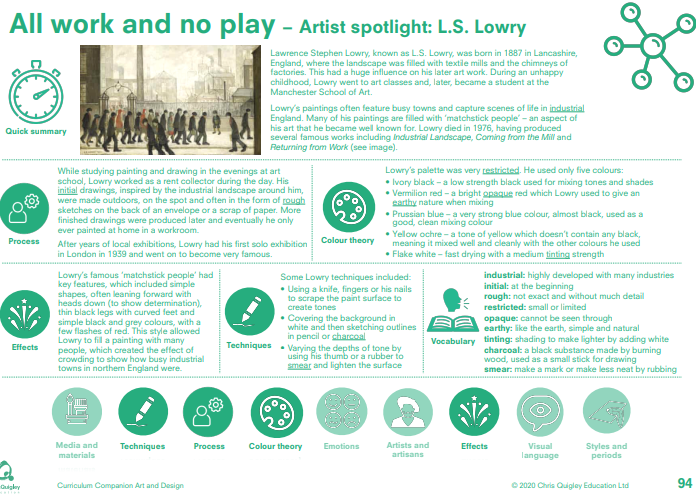 All work and no play – Artist spotlight: L.S. Lowry
Quick summary
Lawrence Stephen Lowry, known as L.S. Lowry, was born in 1887 in Lancashire,
England, where the landscape was filled with textile mills and the chimneys of
factories. This had a huge influence on his later art work. During an unhappy
childhood, Lowry went to art classes and, later, became a student at the
Manchester School of Art.
Lowry's paintings often feature busy towns and capture scenes of life in industrial
England. Many of his paintings are filled with 'matchstick people' – an aspect of
his art that he became well known for. Lowry died in 1976, having produced
several famous works including Industrial Landscape, Coming from the Mill and
Returning from Work (see image).
Process
While studying painting and drawing in the evenings at art
school, Lowry worked as a rent collector during the day. His
initial drawings, inspired by the industrial landscape around him,
were made outdoors, on the spot and often in the form of rough
sketches on the back of an envelope or a scrap of paper. More
finished drawings were produced later and eventually he only
ever painted at home in a workroom.
After years of local exhibitions, Lowry had his first solo exhibition
in London in 1939 and went on to become very famous.
Colour theory
Lowry's palette was very restricted. He used only five colours:
• Ivory black – a low strength black used for mixing tones and shades
• Vermilion red – a bright opaque red which Lowry used to give an
earthy nature when mixing
• Prussian blue – a very strong blue colour, almost black, used as a
good, clean mixing colour
• Yellow ochre – a tone of yellow which doesn't contain any black,
meaning it mixed well and cleanly with the other colours he used
• Flake white – fast drying with a medium tinting strength
Effects
Lowry's famous 'matchstick people' had
key features, which included simple
shapes, often leaning forward with
heads down (to show determination),
thin black legs with curved feet and
simple black and grey colours, with a
few flashes of red. This style allowed
Lowry to fill a painting with many
people, which created the effect of
crowding to show how busy industrial
towns in northern England were.
Techniques
Some Lowry techniques included:
• Using a knife, fingers or his nails
to scrape the paint surface to
create tones
• Covering the background in
white and then sketching outlines
in pencil or charcoal
• Varying the depths of tone by
using his thumb or a rubber to
smear and lighten the surface
Vocabulary
industrial: highly developed with many industries
initial: at the beginning
rough: not exact and without much detail
restricted: small or limited
opaque: cannot be seen through
earthy: like the earth, simple and natural
tinting: shading to make lighter by adding white
charcoal: a black substance made by burning
wood, used as a small stick for drawing
smear: make a mark or make less neat by rubbing
Media and
materials
Techniques
Process
Colour theory
Emotions
Artists and
artisans
Effects
Visual
language
Styles and
periods
Quigley
Curriculum Companion Art and Design
© 2020 Chris Quigley Education Ltd
94